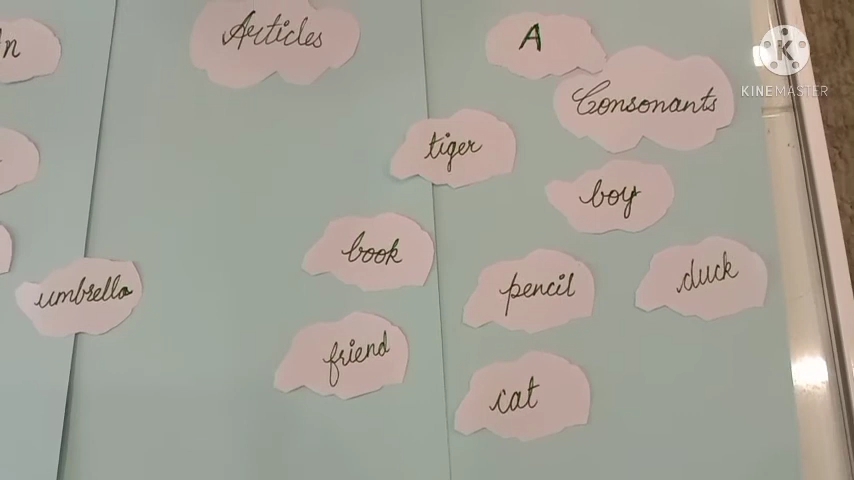 Articles
A
Consonants
tiger
boy
book
duck
pencil
umbrella
friend
cat
K
KINEMASTER